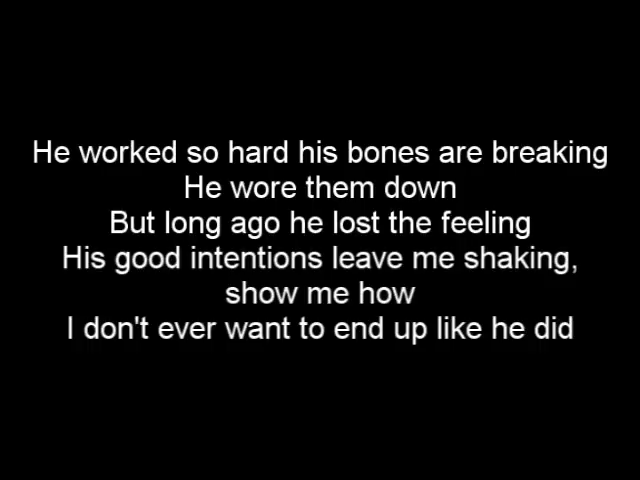 He worked so hard his bones are breaking
He wore them down
But long ago he lost the feeling
His good intentions leave me shaking,
show me how
I don't ever want to end up like he did